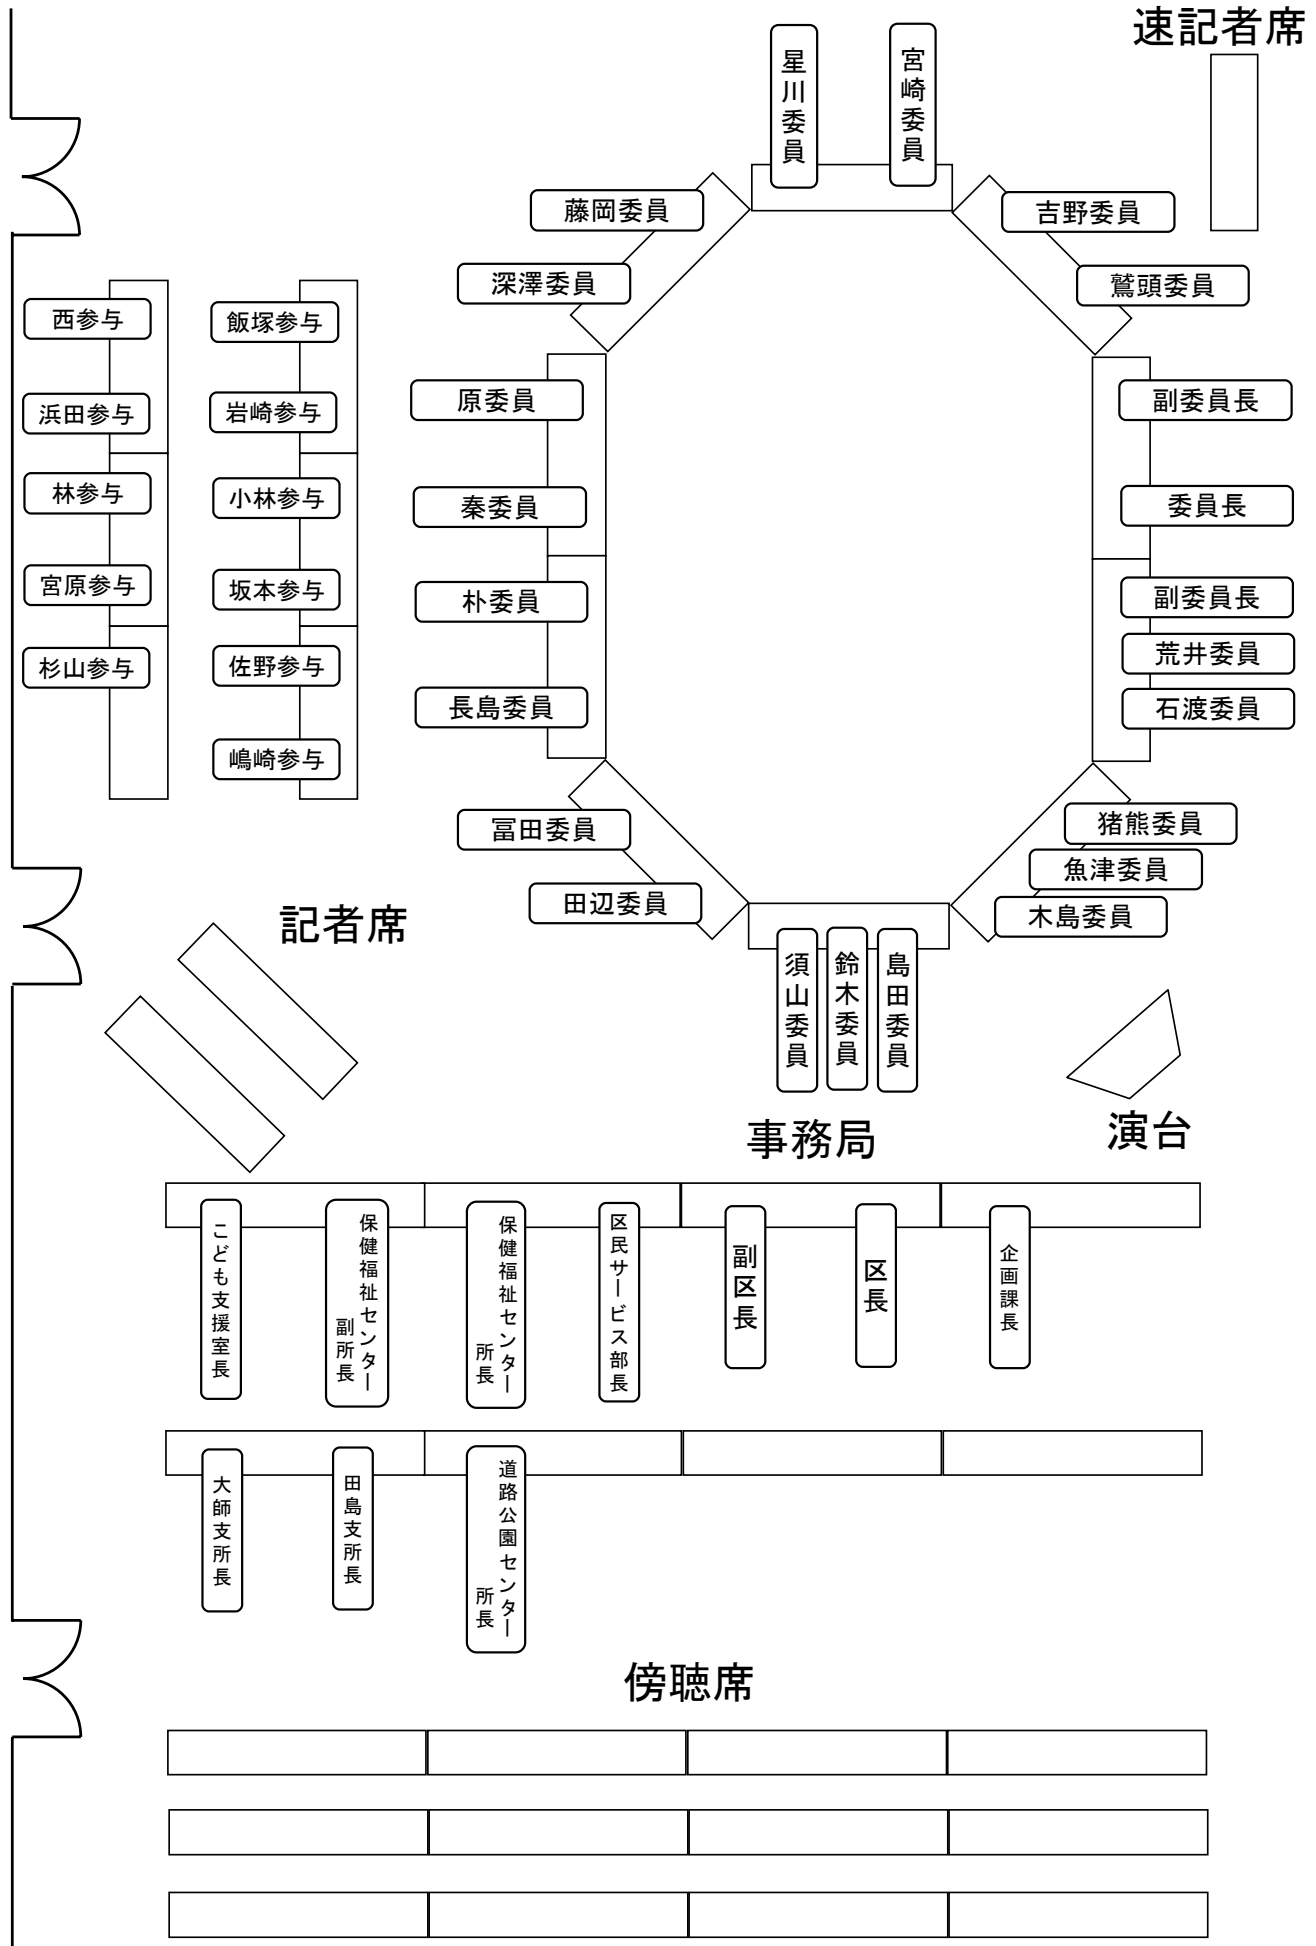 速記者席
星川委員
宮崎委員
藤岡委員
吉野委員
深澤委員
鷲頭委員
西参与
飯塚参与
浜田参与
岩崎参与
原委員
副委員長
林参与
小林参与
秦委員
委員長
宮原参与
坂本参与
朴委員
副委員長
杉山参与
佐野参与
荒井委員
長島委員
石渡委員
嶋崎参与
冨田委員
猪熊委員
魚津委員
田辺委員
木島委員
記者席
須山委員
鈴木委員
島田委員
事務局
演台
こども支援室長
保健福祉センター
副所長
保健福祉センター
所長
区民サービス部長
副区長
区長
企画課長
大師支所長
田島支所長
道路公園センター
所長
傍聴席